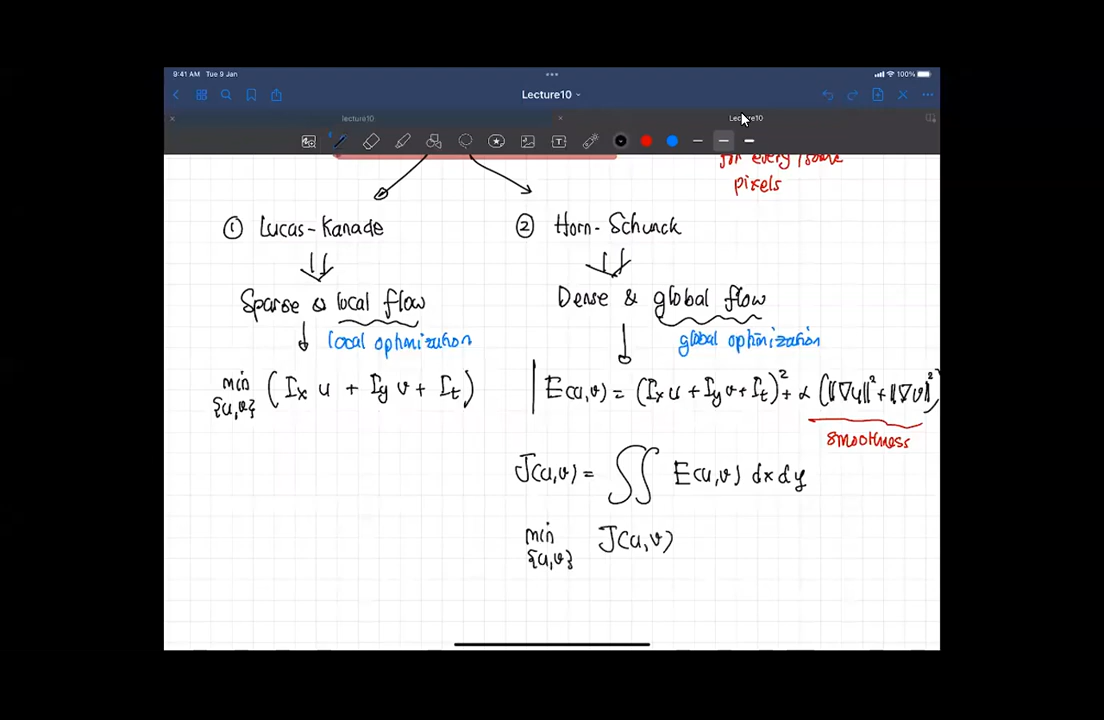 9:41 AM Tue 9 Jan
100%
Lecture10
lecture10
Lecture10
for every/some
pixels
① Lucas-Kanade
② Horn-Schunck
Sparse & local flow
Dense & global flow
local optimization
global optimization
min (Ix u + Iy v + It)
{u,v}
E(u,v) = (Ix u + Iy v + It)² + α (‖∇u‖² + ‖∇v‖²)
smoothness
J(u,v) = ∬ E(u,v) dx dy
min J(u,v)
{u,v}